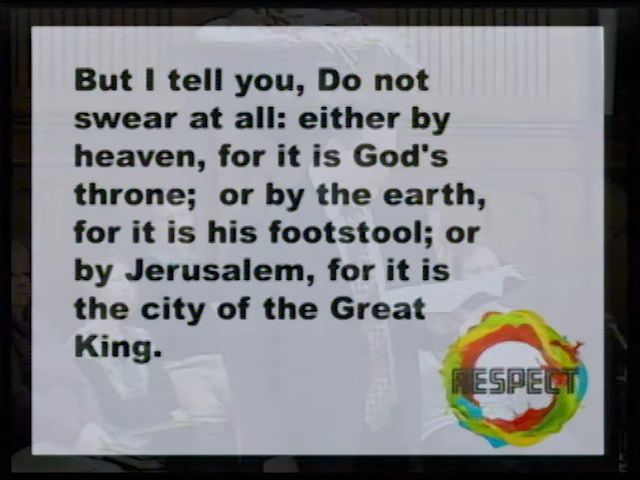 But I tell you, Do not
swear at all: either by
heaven, for it is God's
throne;  or by the earth,
for it is his footstool; or
by Jerusalem, for it is
the city of the Great
King.
RESPECT